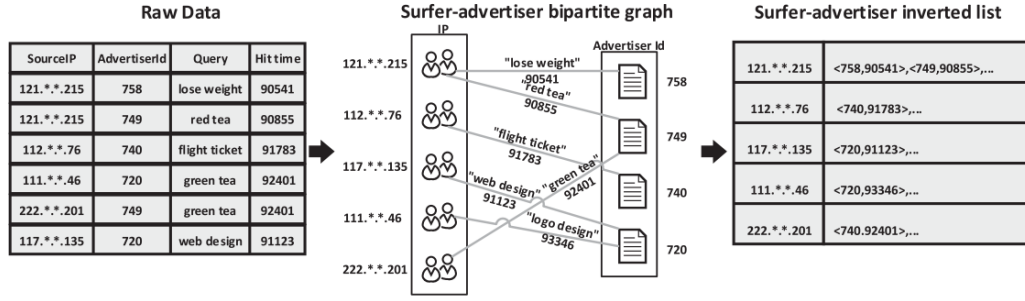 Raw Data
SourceIP AdvertiserId Query Hit time
121.*.*.215 758 lose weight 90541
121.*.*.215 749 red tea 90855
112.*.*.76 740 flight ticket 91783
111.*.*.46 720 green tea 92401
222.*.*.201 749 green tea 92401
117.*.*.135 720 web design 91123
Surfer-advertiser bipartite graph
IP
Advertiser Id
121.*.*.215
112.*.*.76
117.*.*.135
111.*.*.46
222.*.*.201
"lose weight"
90541
"red tea"
90855
"flight ticket"
91783
"web design"
91123
"green tea"
92401
"logo design"
93346
758
749
740
720
Surfer-advertiser inverted list
121.*.*.215 <758,90541>,<749,90855>,...
112.*.*.76 <740,91783>,...
117.*.*.135 <720,91123>,...
111.*.*.46 <720,93346>,...
222.*.*.201 <740.92401>,...